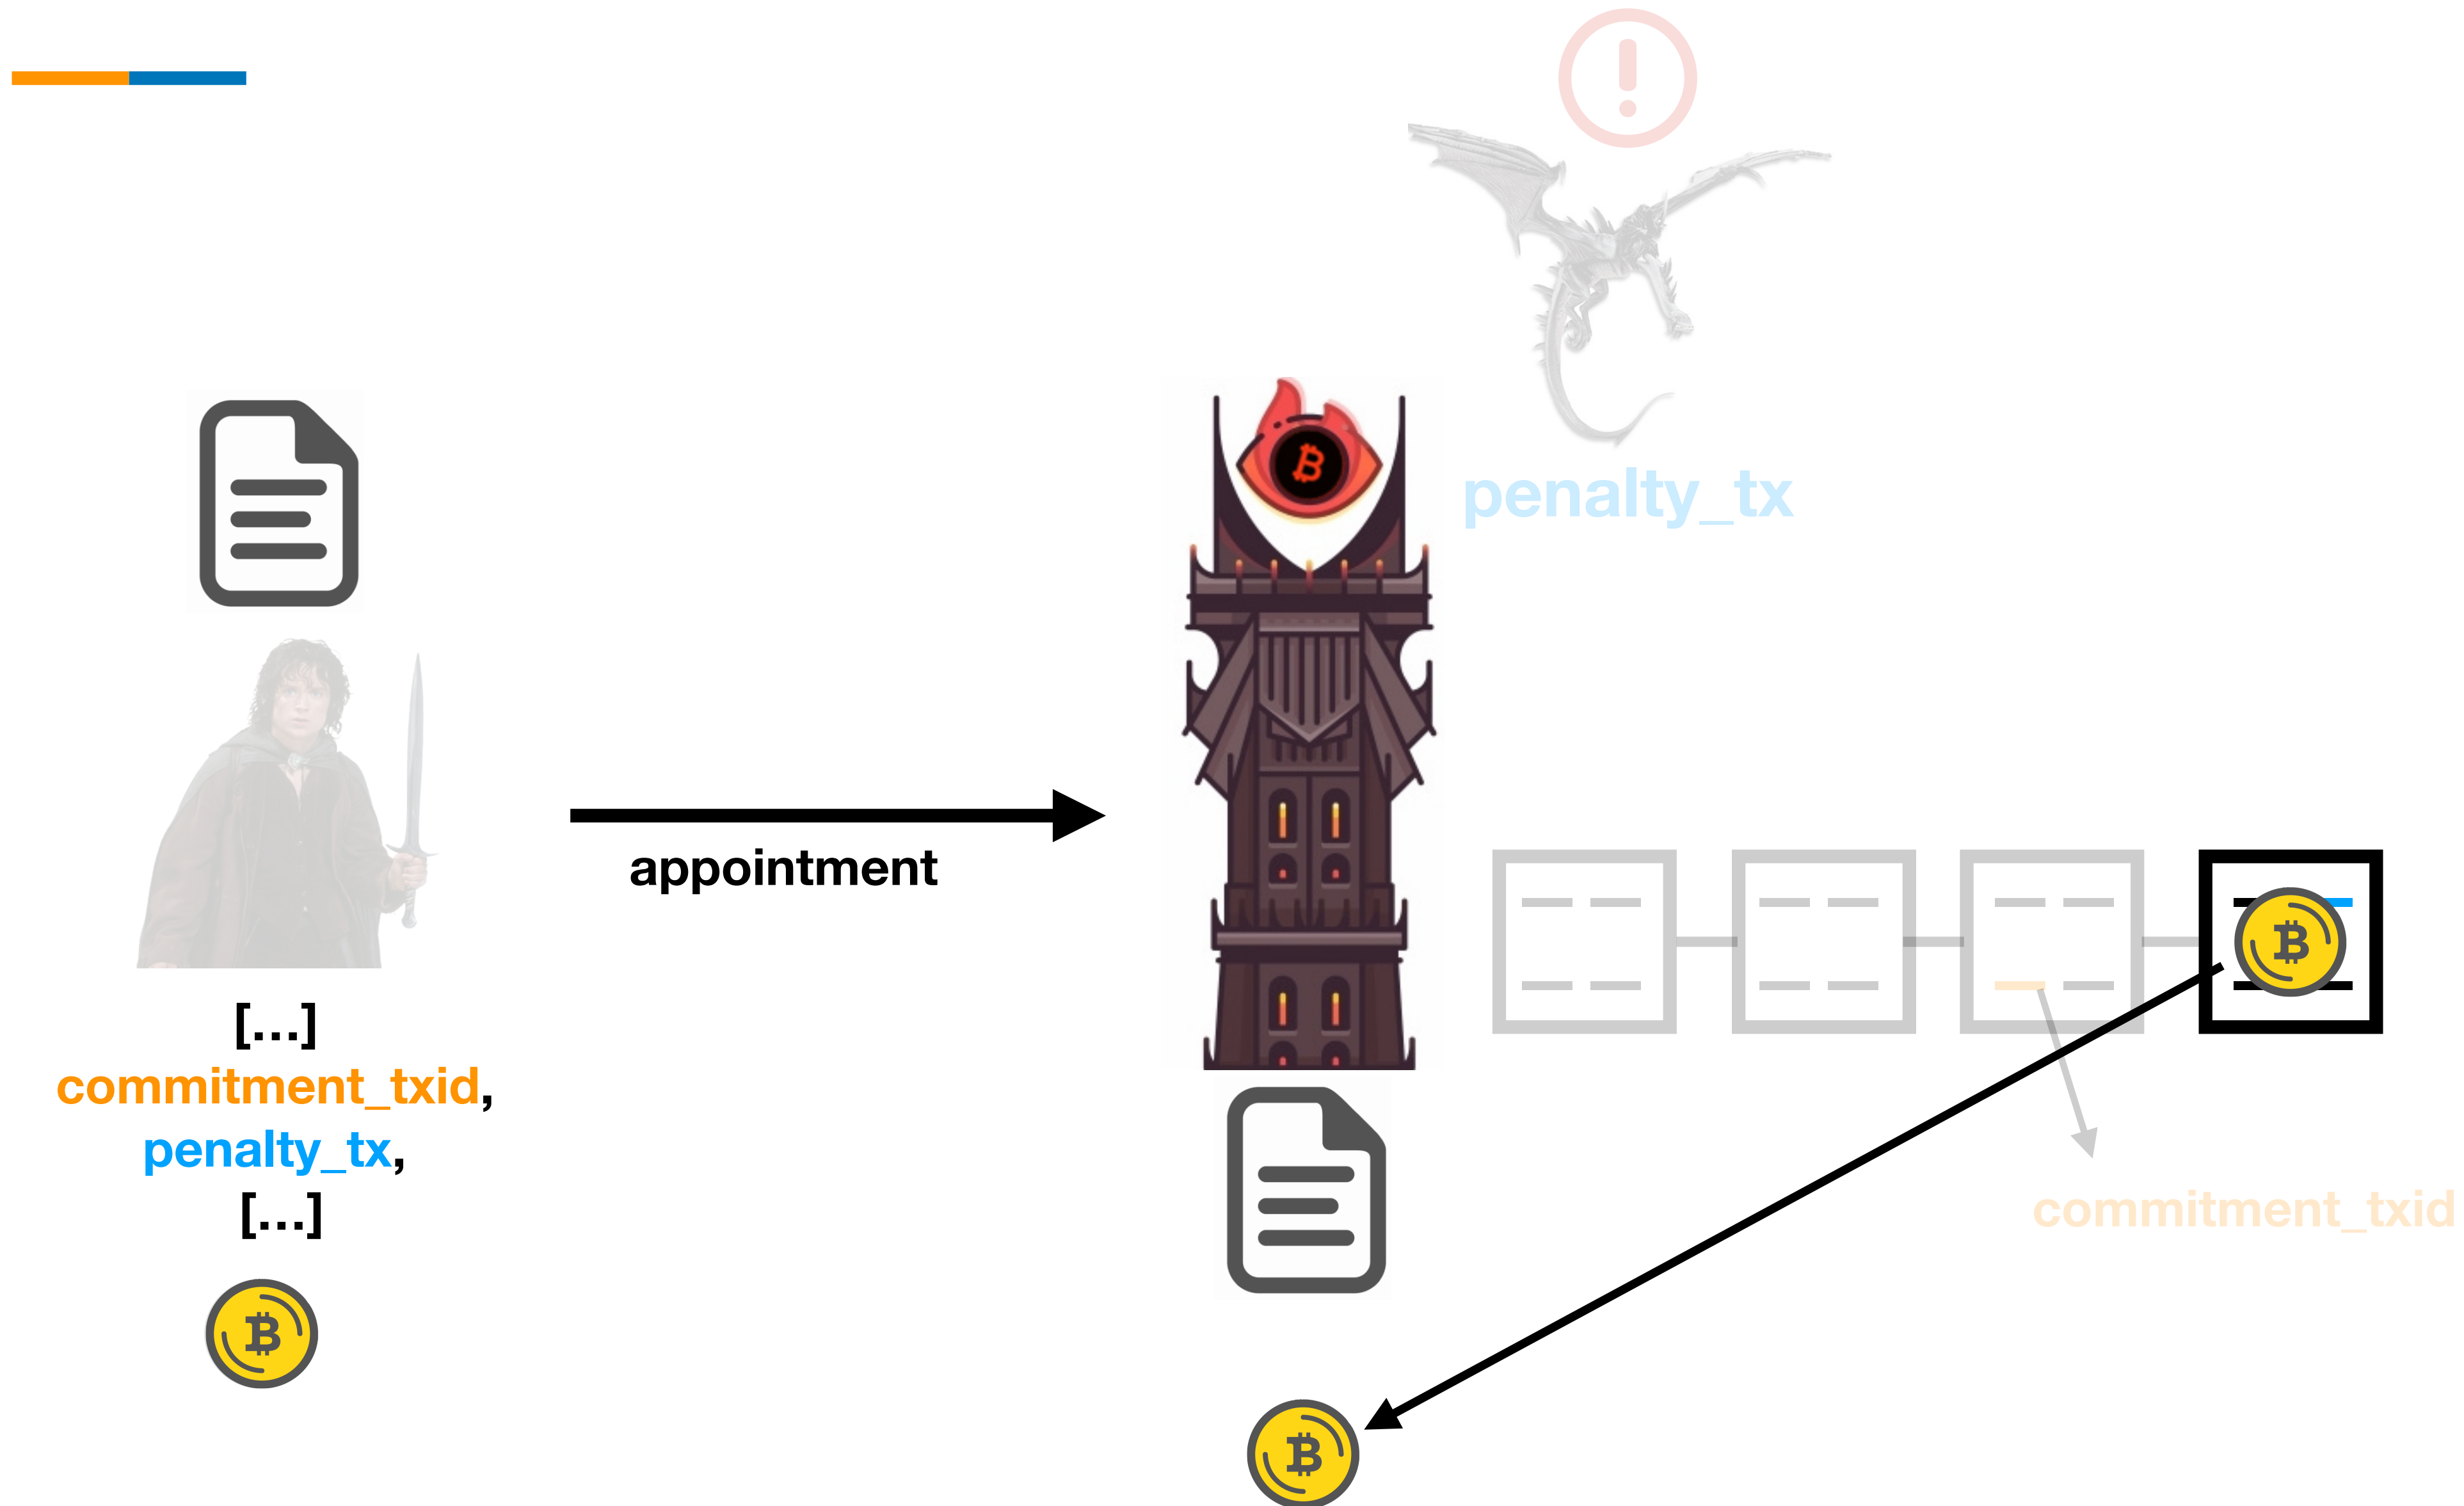 penalty_tx
appointment
[…]
commitment_txid,
penalty_tx,
[…]
commitment_txid